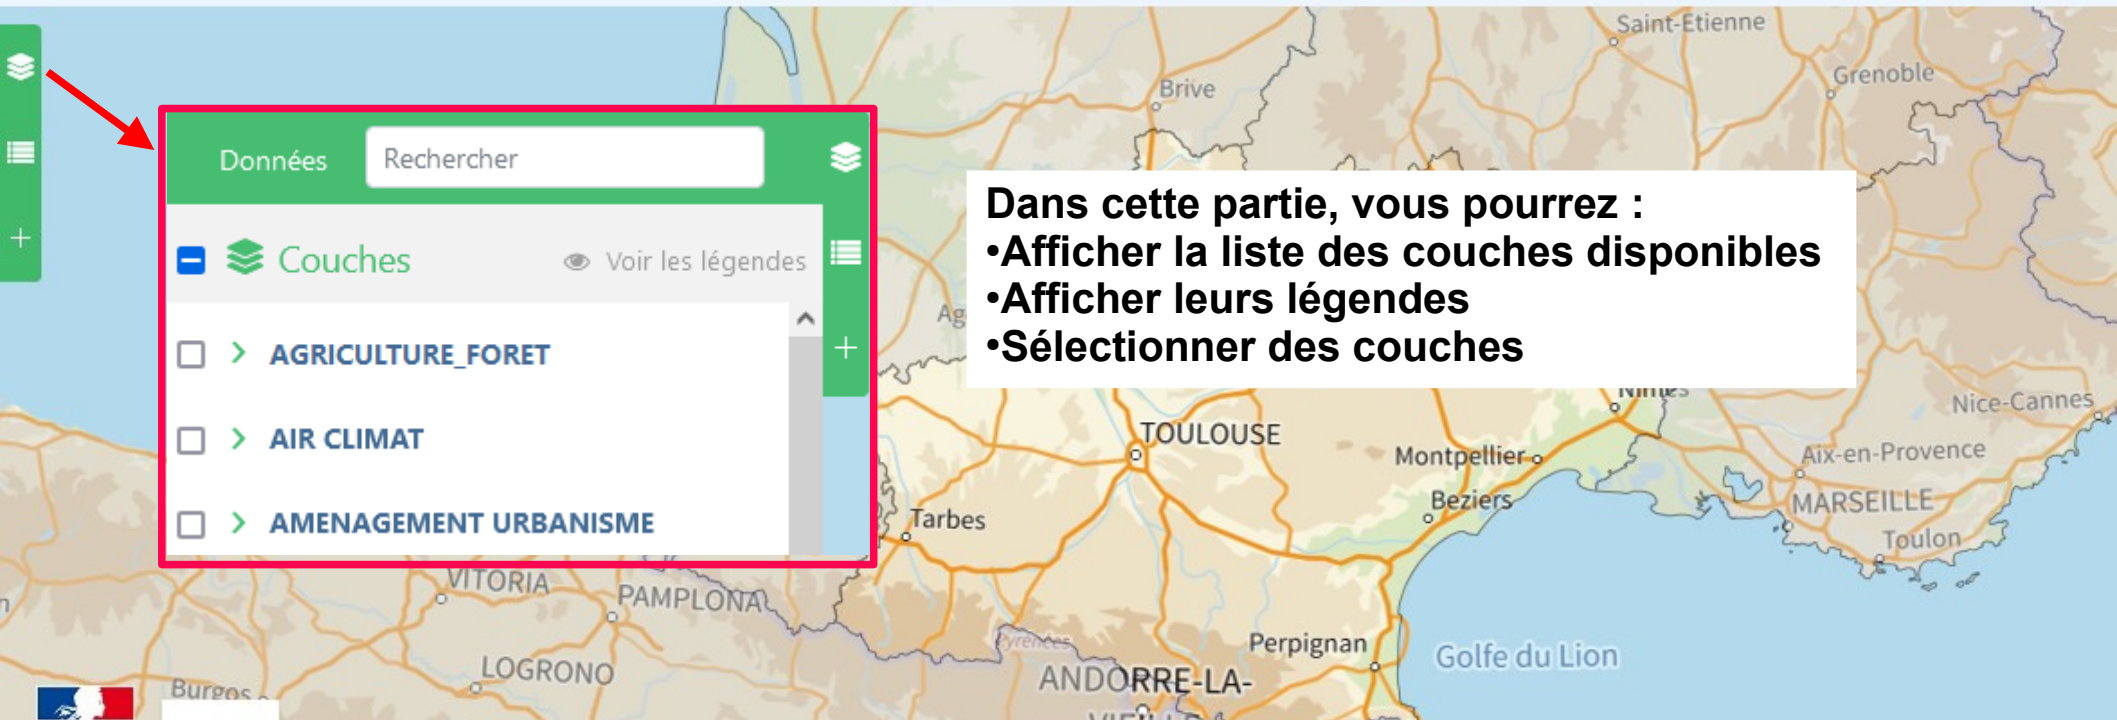 Saint-Etienne
Grenoble
Brive
Données
Rechercher
Couches
Voir les légendes
AGRICULTURE_FORET
AIR CLIMAT
AMENAGEMENT URBANISME
Dans cette partie, vous pourrez :
•Afficher la liste des couches disponibles
•Afficher leurs légendes
•Sélectionner des couches
Nice-Cannes
TOULOUSE
Montpellier
Aix-en-Provence
Beziers
MARSEILLE
Tarbes
Toulon
VITORIA
PAMPLONA
Pyrénées
Perpignan
Golfe du Lion
LOGRONO
ANDORRE-LA-
Burgos